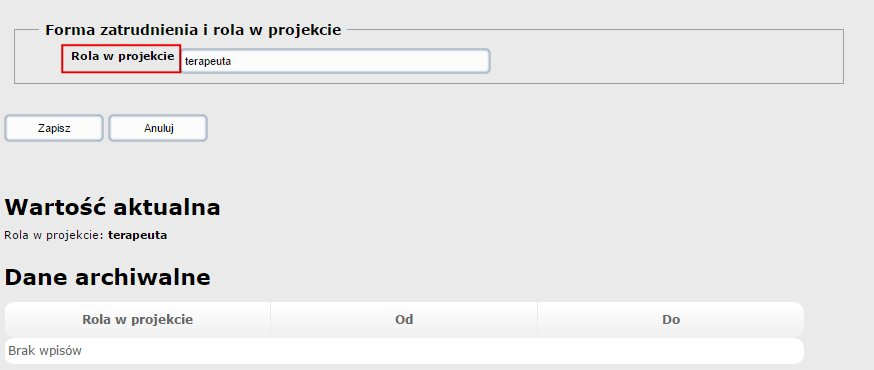 Forma zatrudnienia i rola w projekcie
Rola w projekcie terapeuta
Zapisz Anuluj
Wartość aktualna
Rola w projekcie: terapeuta
Dane archiwalne
Rola w projekcie Od Do
Brak wpisów